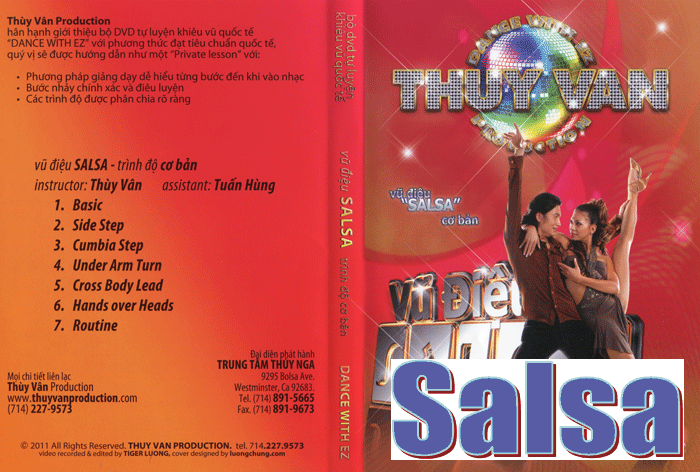 Thùy Vân Production
hân hạnh giới thiệu bộ DVD tự luyện khiêu vũ quốc tế
“DANCE WITH EZ” với phương thức đạt tiêu chuẩn quốc tế,
quý vị sẽ được hướng dẫn như một “Private lesson” với:
• Phương pháp giảng dạy dễ hiểu từng bước đến khi vào nhạc
• Bước nhảy chính xác và điêu luyện
• Các trình độ được phân chia rõ ràng
vũ điệu SALSA - trình độ cơ bản
instructor: Thùy Vân assistant: Tuấn Hùng
1. Basic
2. Side Step
3. Cumbia Step
4. Under Arm Turn
5. Cross Body Lead
6. Hands over Heads
7. Routine
Mọi chi tiết liên lạc
Thùy Vân Production
www.thuyvanproduction.com
(714) 227-9573
Đại diện phát hành
TRUNG TÂM THÚY NGA
9295 Bolsa Ave.
Westminster, CA 92683.
Tel. (714) 891-5665
Fax. (714) 891-9673
© 2011 All Rights Reserved. THUY VAN PRODUCTION. tel. 714.227.9573
video recorded & edited by TIGER LUONG, cover designed by luongchung.com
bộ dvd tự luyện
khiêu vũ quốc tế
vũ điệu SALSA trình độ cơ bản
DANCE WITH EZ
DANCE WITH EZ
THUY VAN
PRODUCTION
vũ điệu
“SALSA”
cơ bản
Vũ Điệu
Salsa